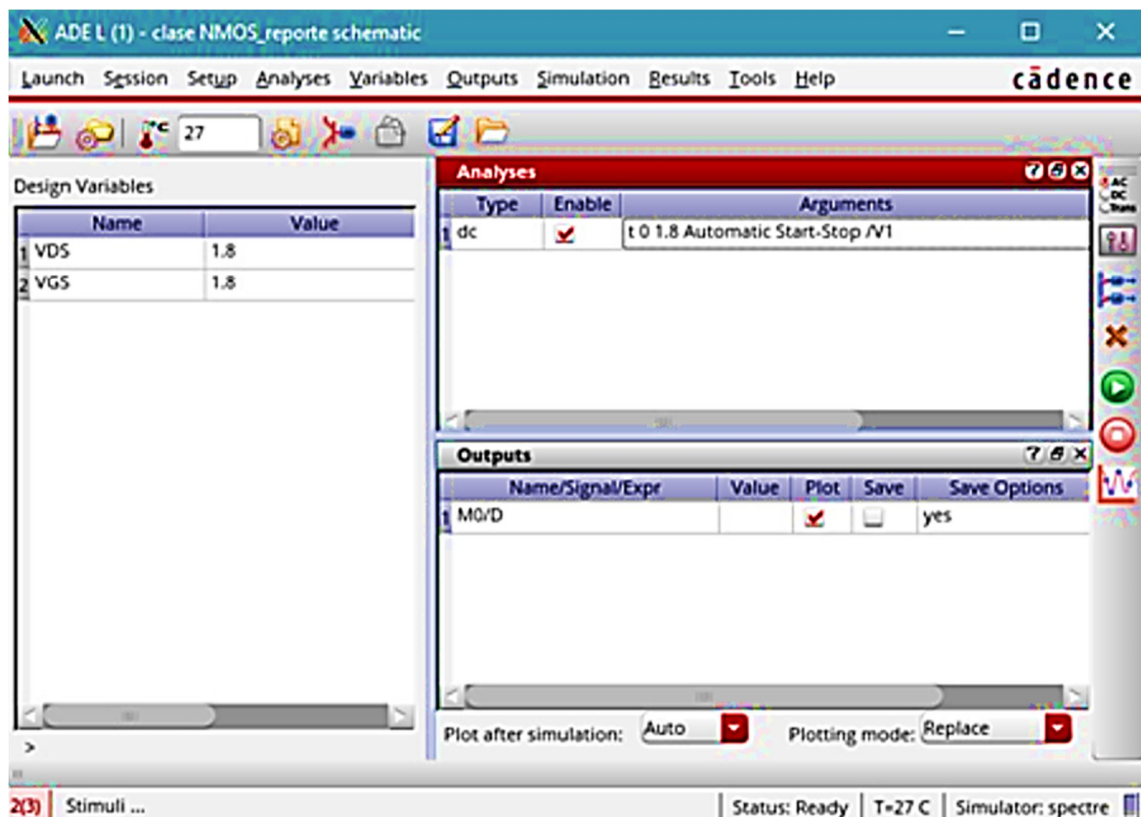 ADE L (1) - clase NMOS_reporte schematic
Launch Session Setup Analyses Variables Outputs Simulation Results Tools Help cādence
°C 27
Design Variables
Name Value
1 VDS 1.8
2 VGS 1.8
>
Analyses
Type Enable Arguments
1 dc t 0 1.8 Automatic Start-Stop /V1
AC
DC
Trans
Outputs
Name/Signal/Expr Value Plot Save Save Options
1 M0/D yes
Plot after simulation: Auto Plotting mode: Replace
2(3) Stimuli ... Status: Ready T=27 C Simulator: spectre